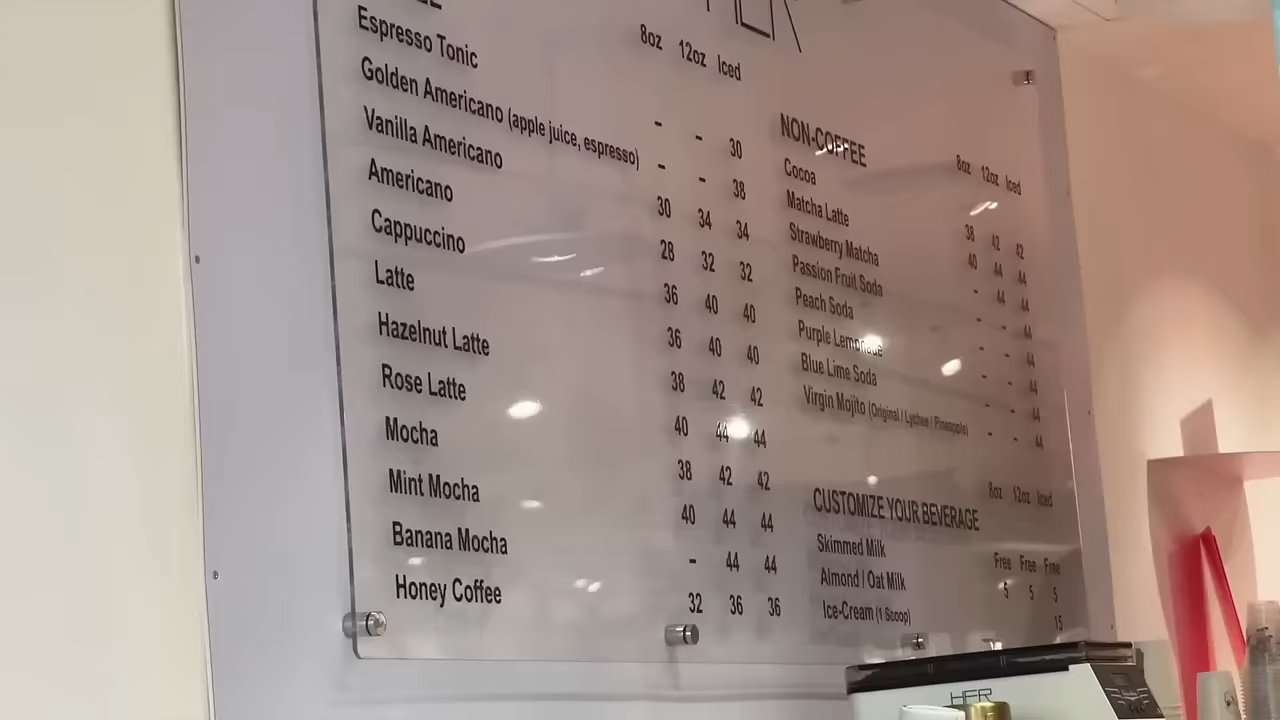 8oz 12oz Iced
Espresso Tonic - - 30
Golden Americano (apple juice, espresso) - - 38
Vanilla Americano 30 34 34
Americano 28 32 32
Cappuccino 36 40 40
Latte 36 40 40
Hazelnut Latte 38 42 42
Rose Latte 40 44 44
Mocha 38 42 42
Mint Mocha 40 44 44
Banana Mocha - 44 44
Honey Coffee 32 36 36
NON-COFFEE 8oz 12oz Iced
Cocoa 38 42 42
Matcha Latte 40 44 44
Strawberry Matcha - 44 44
Passion Fruit Soda - - 44
Peach Soda - - 44
Purple Lemonade - - 44
Blue Lime Soda - - 44
Virgin Mojito (Original / Lychee / Pineapple) - - 44
CUSTOMIZE YOUR BEVERAGE 8oz 12oz Iced
Skimmed Milk Free Free Free
Almond / Oat Milk 5 5 5
Ice-Cream (1 Scoop) 15
HER